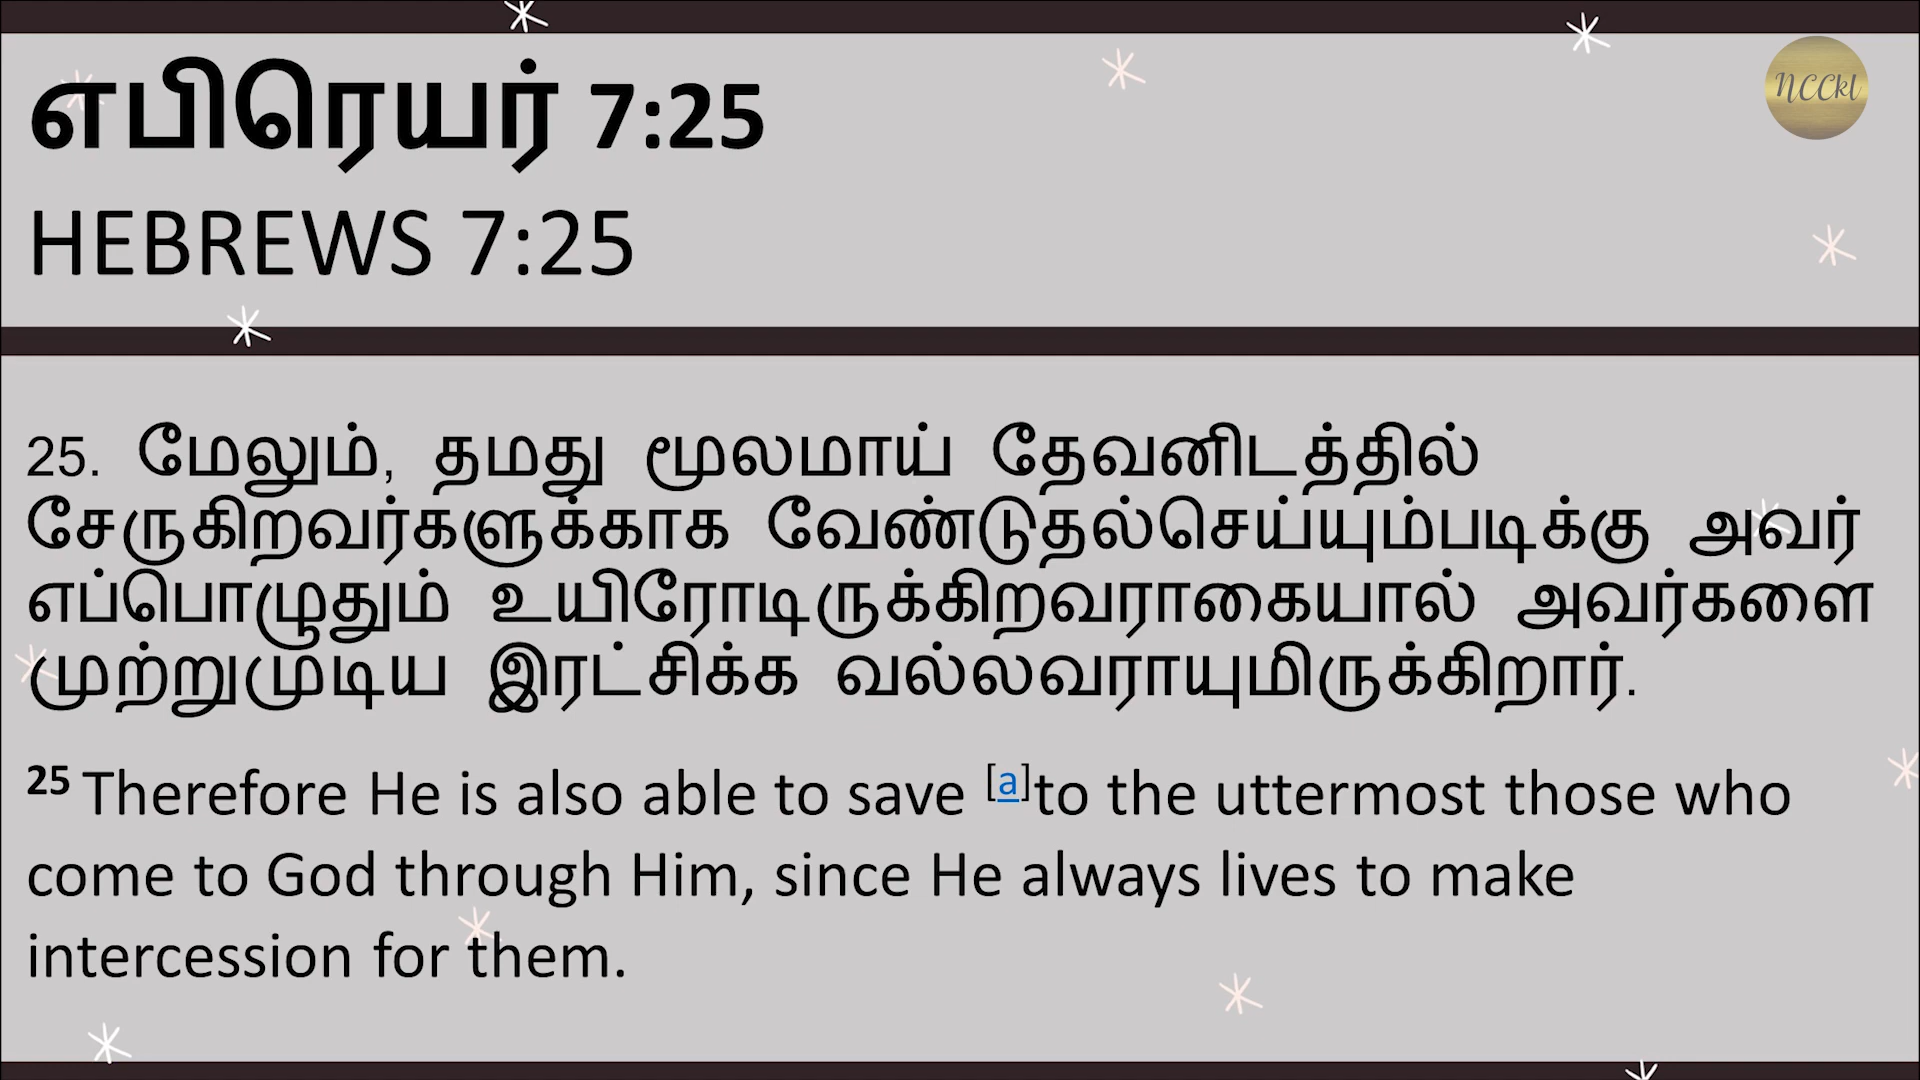 எபிரெயர் 7:25
NCCkl
HEBREWS 7:25
25. மேலும், தமது மூலமாய் தேவனிடத்தில்
சேருகிறவர்களுக்காக வேண்டுதல்செய்யும்படிக்கு அவர்
எப்பொழுதும் உயிரோடிருக்கிறவராகையால் அவர்களை
முற்றுமுடிய இரட்சிக்க வல்லவராயுமிருக்கிறார்.
25 Therefore He is also able to save [a]to the uttermost those who
come to God through Him, since He always lives to make
intercession for them.